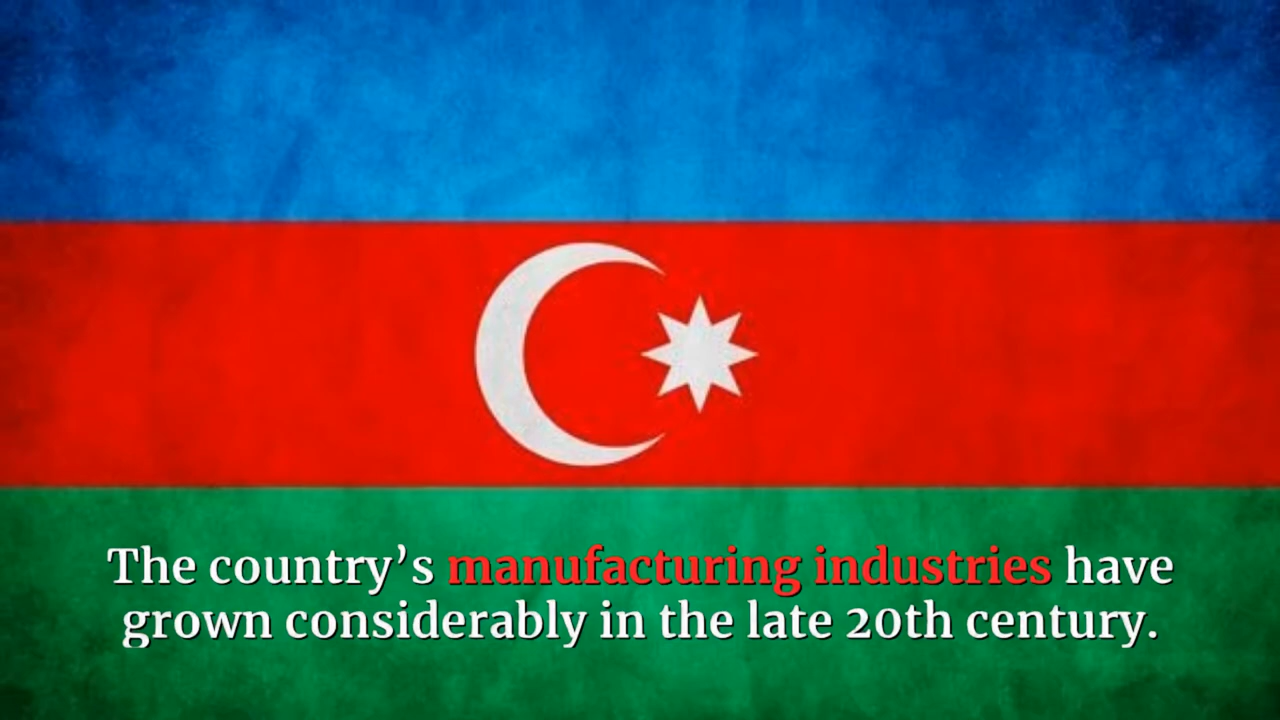 The country’s manufacturing industries have
grown considerably in the late 20th century.